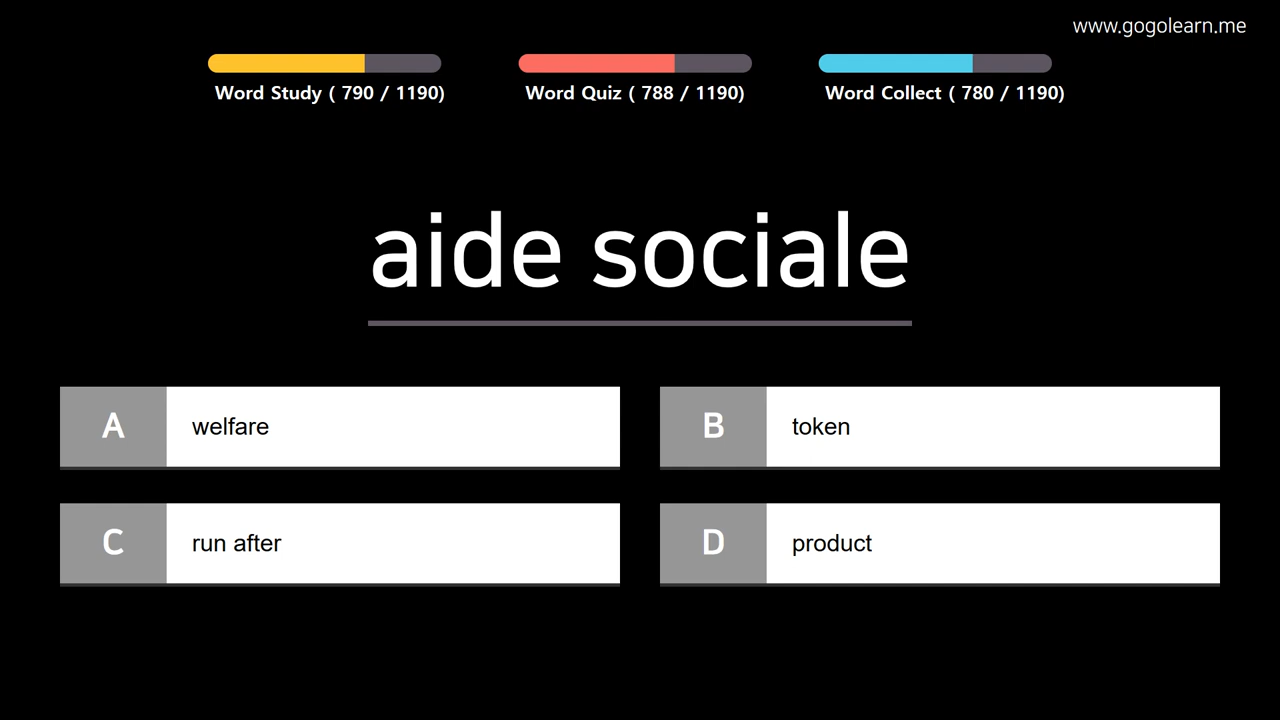 www.gogolearn.me
Word Study ( 790 / 1190)
Word Quiz ( 788 / 1190)
Word Collect ( 780 / 1190)
aide sociale
A welfare
B token
C run after
D product